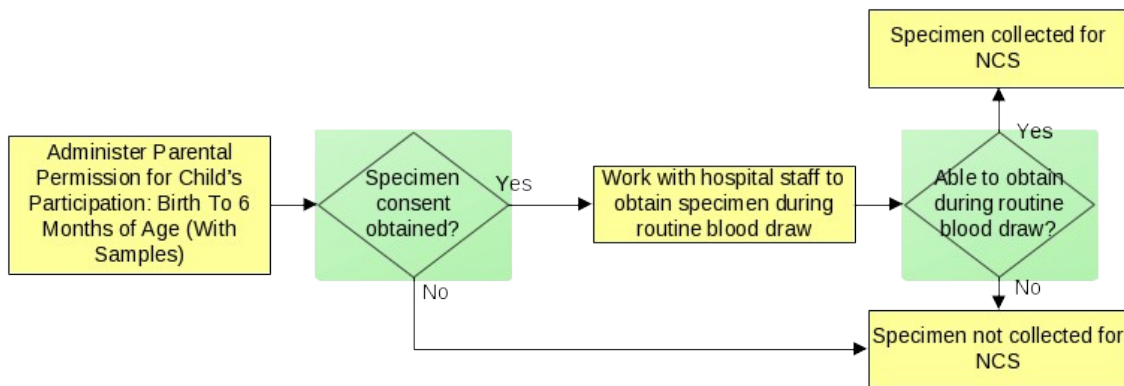 Administer Parental
Permission for Child's
Participation: Birth To 6
Months of Age (With
Samples)
Specimen
consent
obtained?
Yes
No
Work with hospital staff to
obtain specimen during
routine blood draw
Able to obtain
during routine
blood draw?
Yes
Specimen collected for
NCS
No
Specimen not collected for
NCS